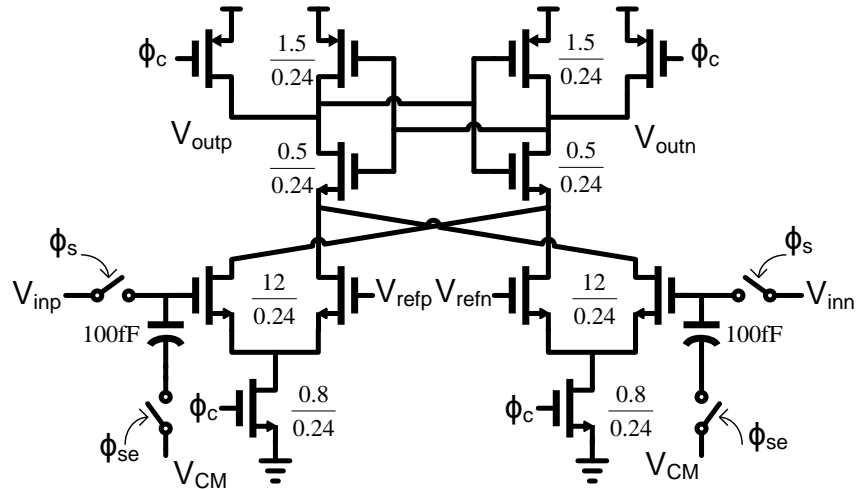 ϕc
1.5
0.24
1.5
0.24
ϕc
Voutp
Voutn
0.5
0.24
0.5
0.24
ϕs
ϕs
Vinp
12
0.24
Vrefp
Vrefn
12
0.24
Vinn
100fF
100fF
ϕc
0.8
0.24
ϕc
0.8
0.24
ϕse
ϕse
VCM
VCM